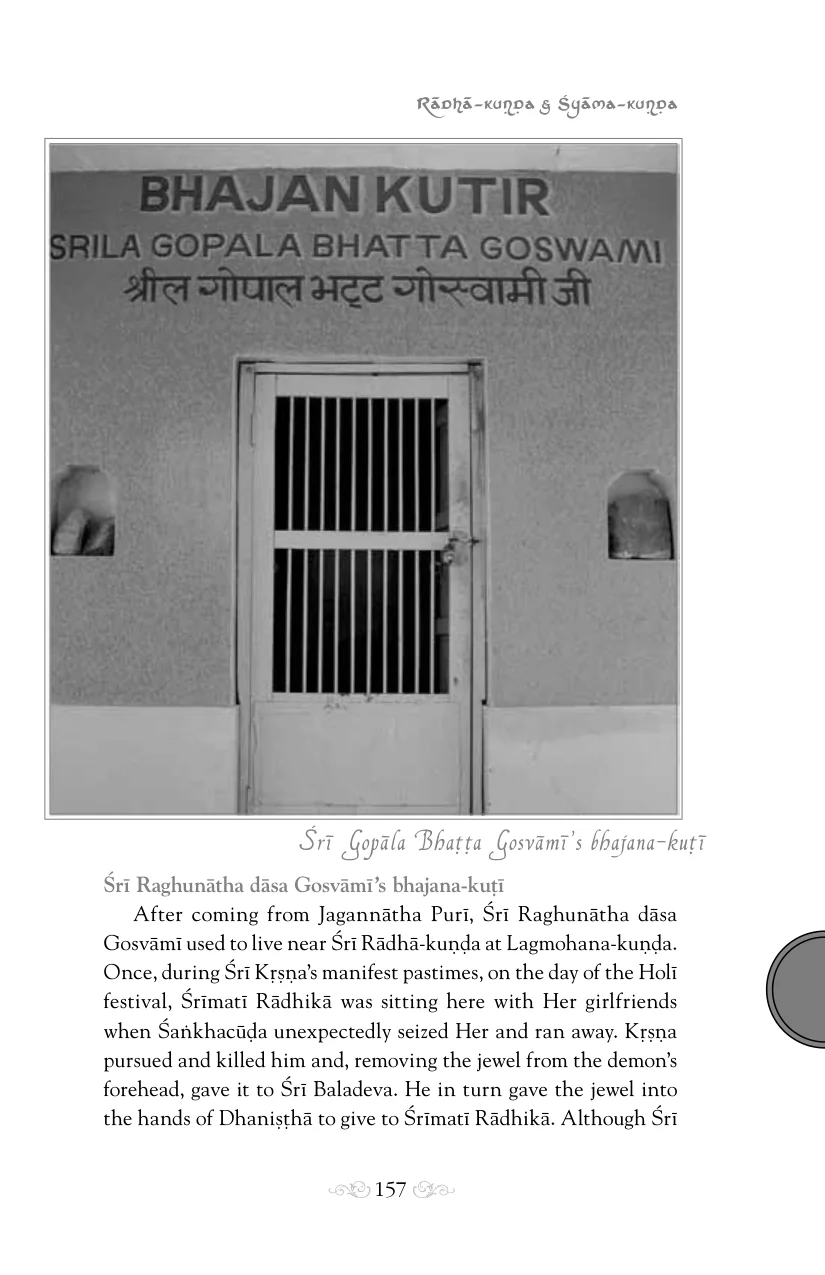 Rādhā-kuṇḍa & Śyāma-kuṇḍa
BHAJAN KUTIR
SRILA GOPALA BHATTA GOSWAMI
श्रील गोपाल भट्ट गोस्वामी जी
Śrī Gopāla Bhaṭṭa Gosvāmī’s bhajana-kuṭī
Śrī Raghunātha dāsa Gosvāmī’s bhajana-kuṭī
After coming from Jagannātha Purī, Śrī Raghunātha dāsa
Gosvāmī used to live near Śrī Rādhā-kuṇḍa at Lagmohana-kuṇḍa.
Once, during Śrī Kṛṣṇa’s manifest pastimes, on the day of the Holī
festival, Śrīmatī Rādhikā was sitting here with Her girlfriends
when Śaṅkhacūḍa unexpectedly seized Her and ran away. Kṛṣṇa
pursued and killed him and, removing the jewel from the demon’s
forehead, gave it to Śrī Baladeva. He in turn gave the jewel into
the hands of Dhaniṣṭhā to give to Śrīmatī Rādhikā. Although Śrī
157